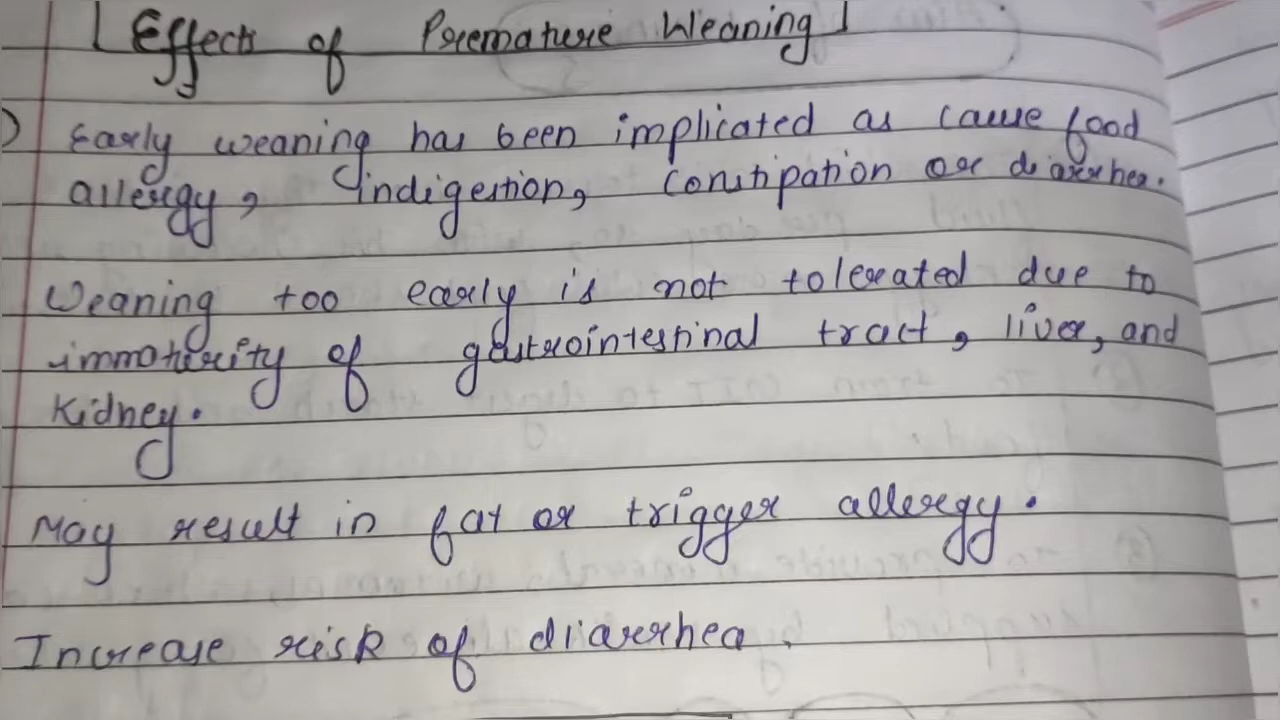 Effects of Premature Weaning
Early weaning has been implicated as cause food
allergy, indigestion, constipation or diarrhea.
Weaning too early is not tolerated due to
immaturity of gastrointestinal tract, liver, and
Kidney.
May result in fat or trigger allergy.
Increase risk of diarrhea.